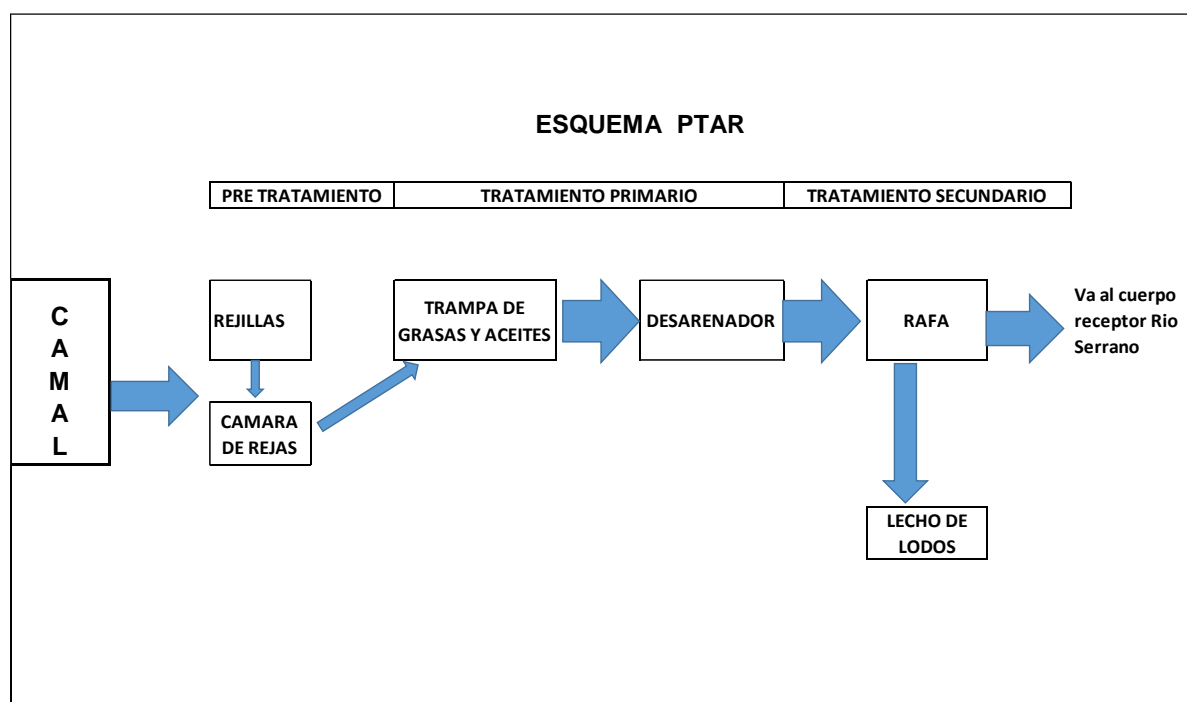 ESQUEMA PTAR
PRE TRATAMIENTO
TRATAMIENTO PRIMARIO
TRATAMIENTO SECUNDARIO
C
A
M
A
L
REJILLAS
CAMARA
DE REJAS
TRAMPA DE
GRASAS Y ACEITES
DESARENADOR
RAFA
Va al cuerpo
receptor Rio
Serrano
LECHO DE
LODOS